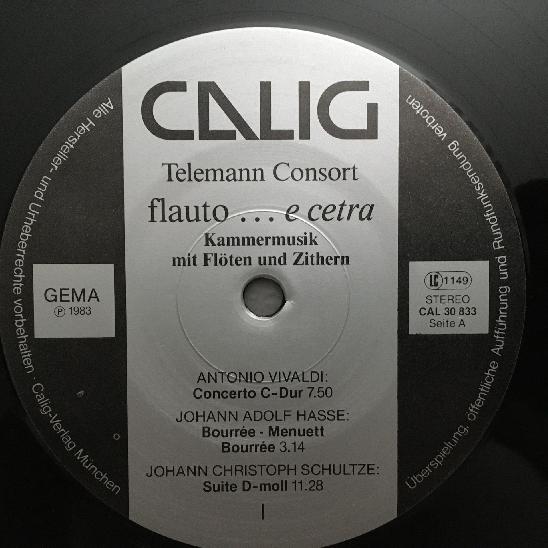 CALIG
Telemann Consort
flauto ... e cetra
Kammermusik
mit Flöten und Zithern
GEMA
℗ 1983
LC 1149
STEREO
CAL 30 833
Seite A
ANTONIO VIVALDI:
Concerto C-Dur 7.50
JOHANN ADOLF HASSE:
Bourrée - Menuett
Bourrée 3.14
JOHANN CHRISTOPH SCHULTZE:
Suite D-moll 11.28
Alle Hersteller- und Urheberrechte vorbehalten. Calig-Verlag München
Überspielung, öffentliche Aufführung und Rundfunksendung verboten